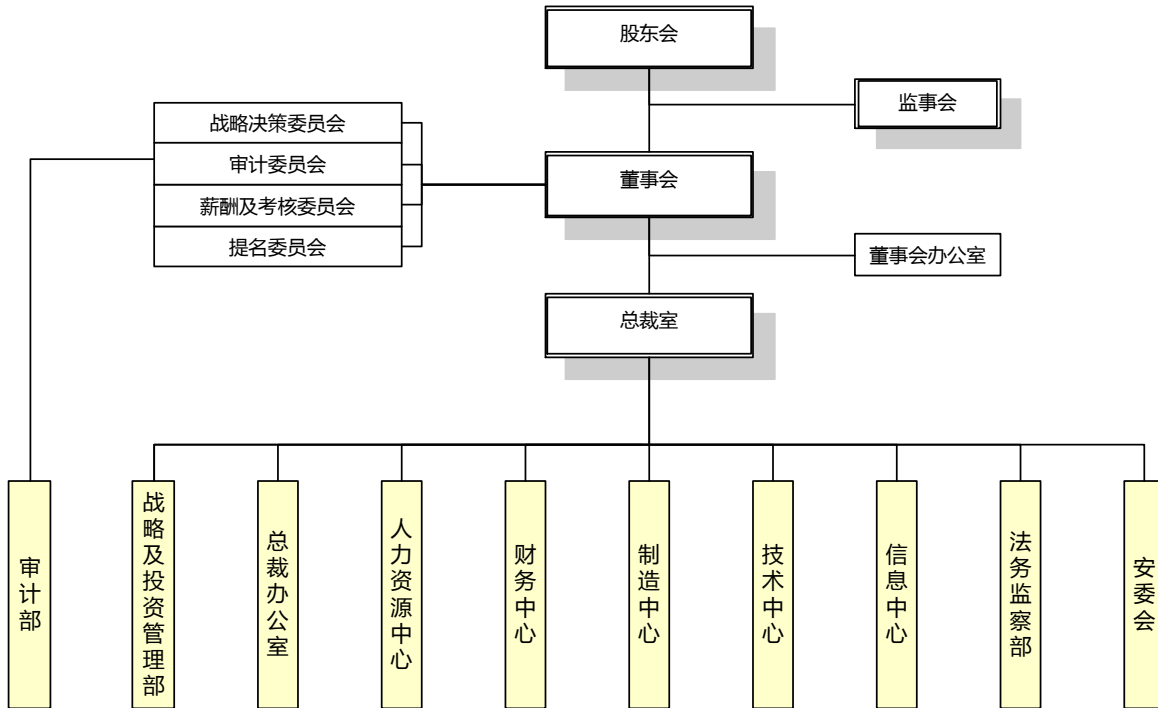 股东会
监事会
战略决策委员会
审计委员会
薪酬及考核委员会
提名委员会
董事会
董事会办公室
总裁室
审计部
战略及投资管理部
总裁办公室
人力资源中心
财务中心
制造中心
技术中心
信息中心
法务监察部
安委会